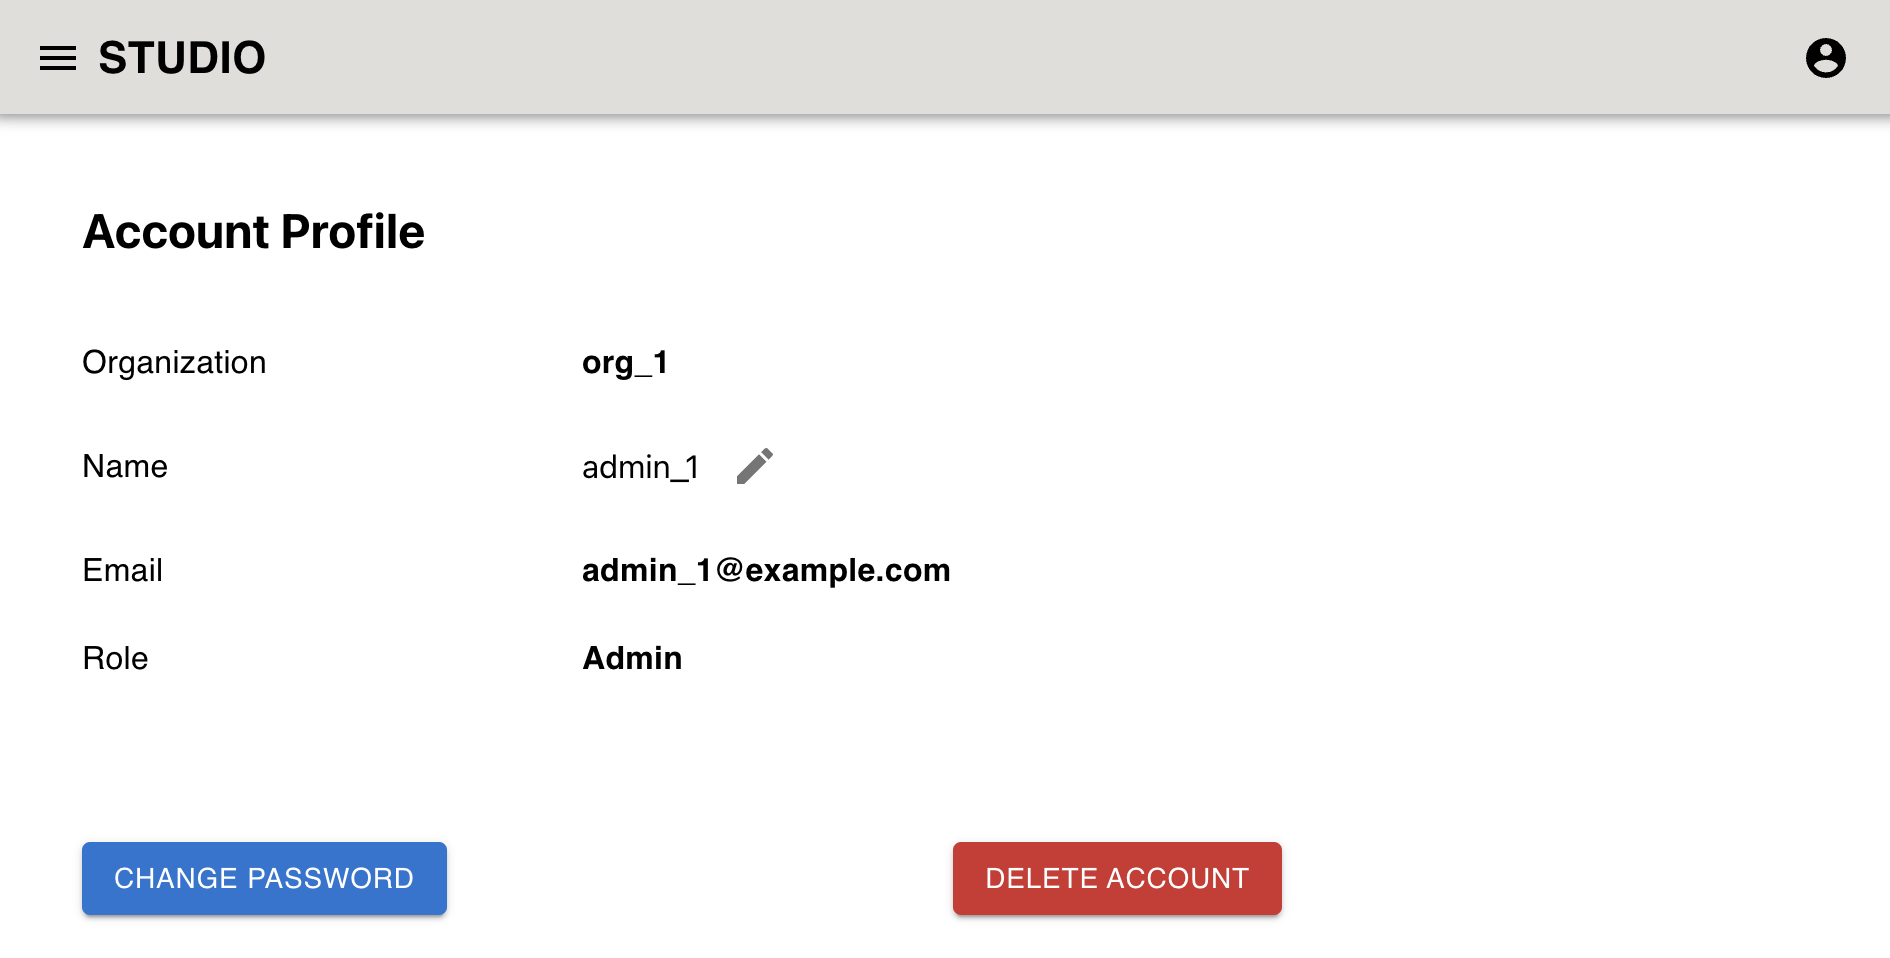 STUDIO
Account Profile
Organization org_1
Name admin_1
Email admin_1@example.com
Role Admin
CHANGE PASSWORD DELETE ACCOUNT